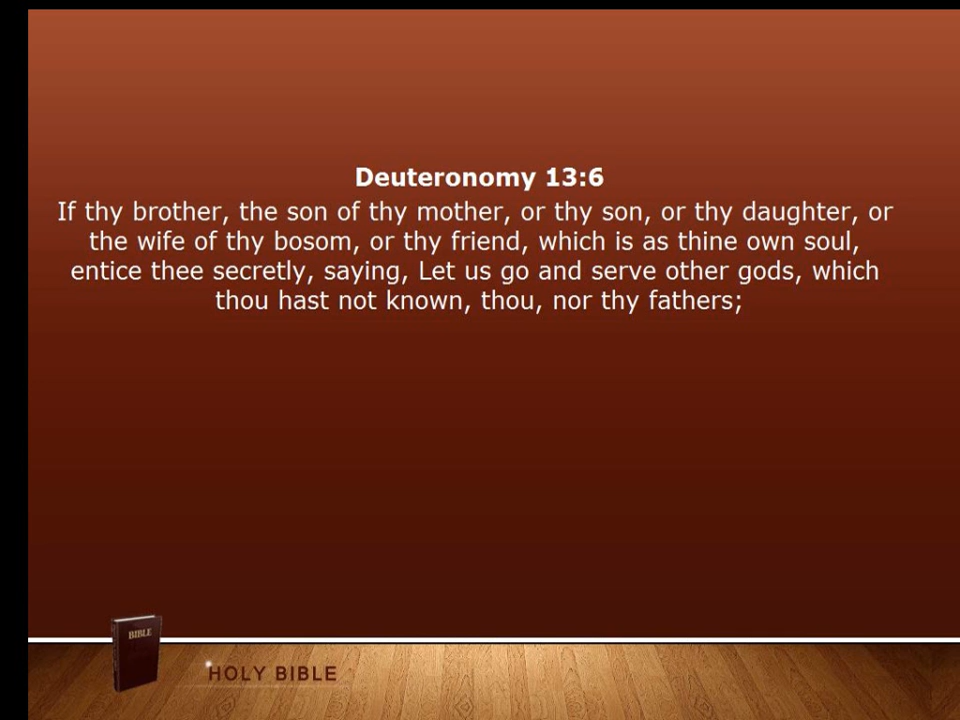 Deuteronomy 13:6
If thy brother, the son of thy mother, or thy son, or thy daughter, or
the wife of thy bosom, or thy friend, which is as thine own soul,
entice thee secretly, saying, Let us go and serve other gods, which
thou hast not known, thou, nor thy fathers;
BIBLE
HOLY BIBLE